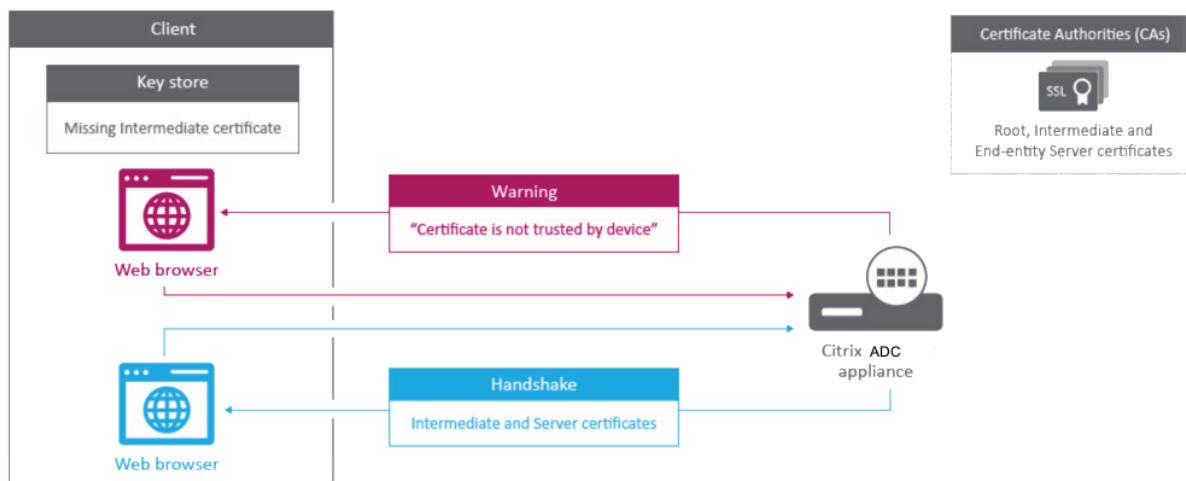 Client
Certificate Authorities (CAs)
Key store
Missing Intermediate certificate
SSL
Root, Intermediate and
End-entity Server certificates
Warning
“Certificate is not trusted by device”
Web browser
Citrix ADC
appliance
Handshake
Intermediate and Server certificates
Web browser